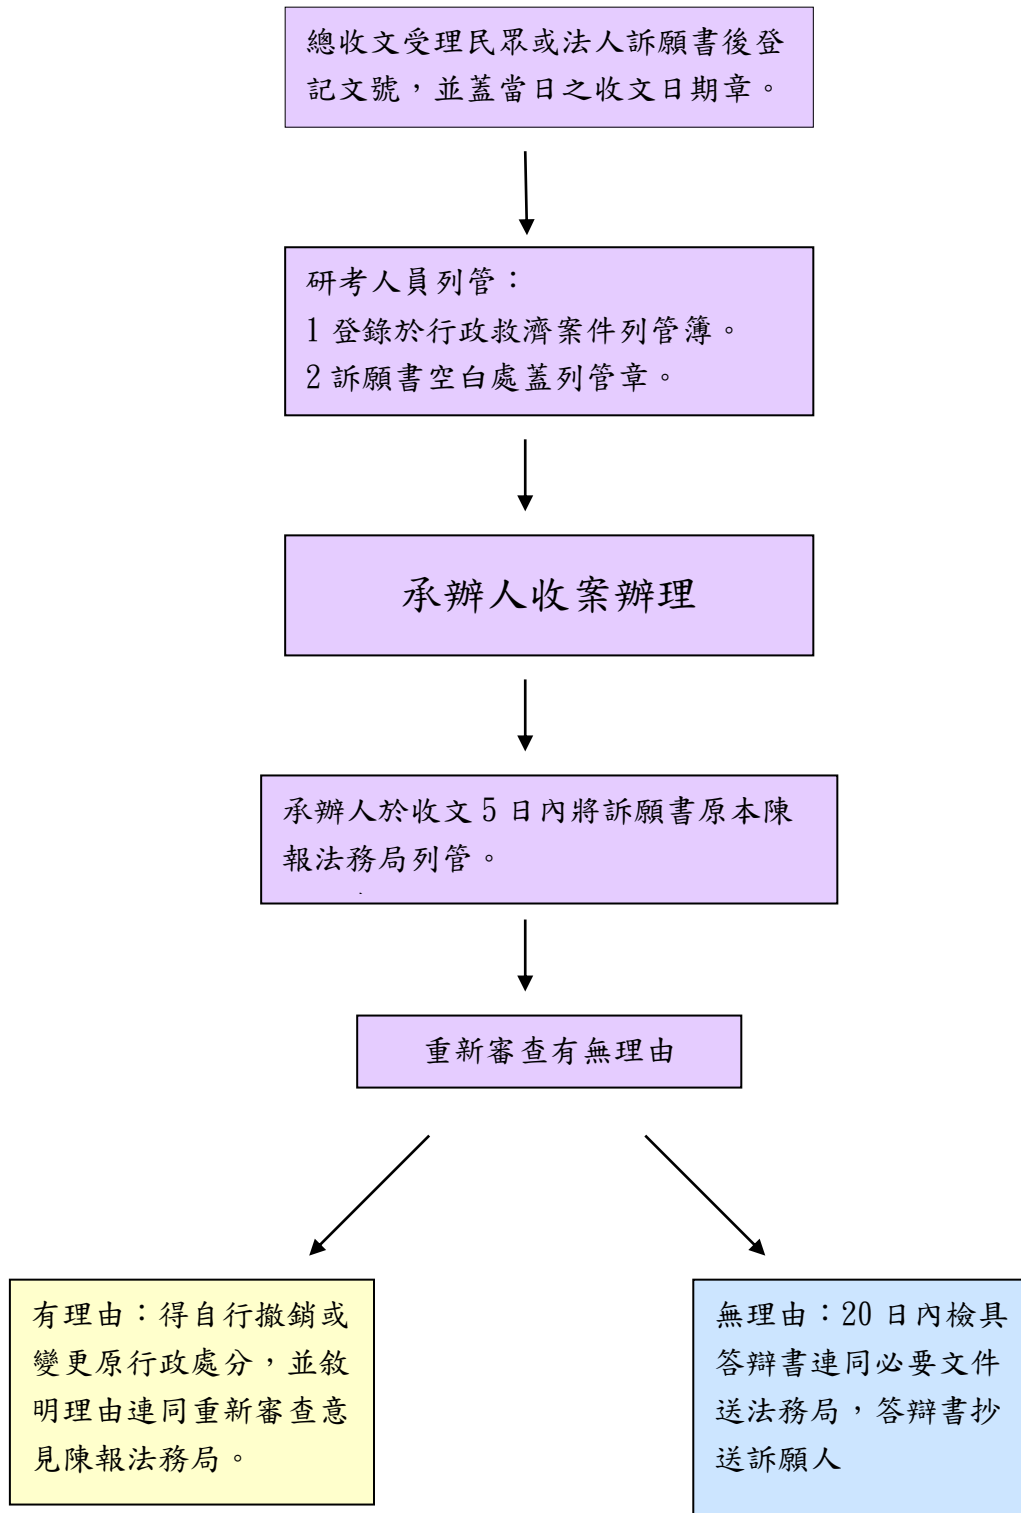 總收文受理民眾或法人訴願書後登
記文號，並蓋當日之收文日期章。
研考人員列管：
1 登錄於行政救濟案件列管簿。
2 訴願書空白處蓋列管章。
承辦人收案辦理
承辦人於收文 5 日內將訴願書原本陳
報法務局列管。
重新審查有無理由
有理由：得自行撤銷或
變更原行政處分，並敘
明理由連同重新審查意
見陳報法務局。
無理由：20 日內檢具
答辯書連同必要文件
送法務局，答辯書抄
送訴願人